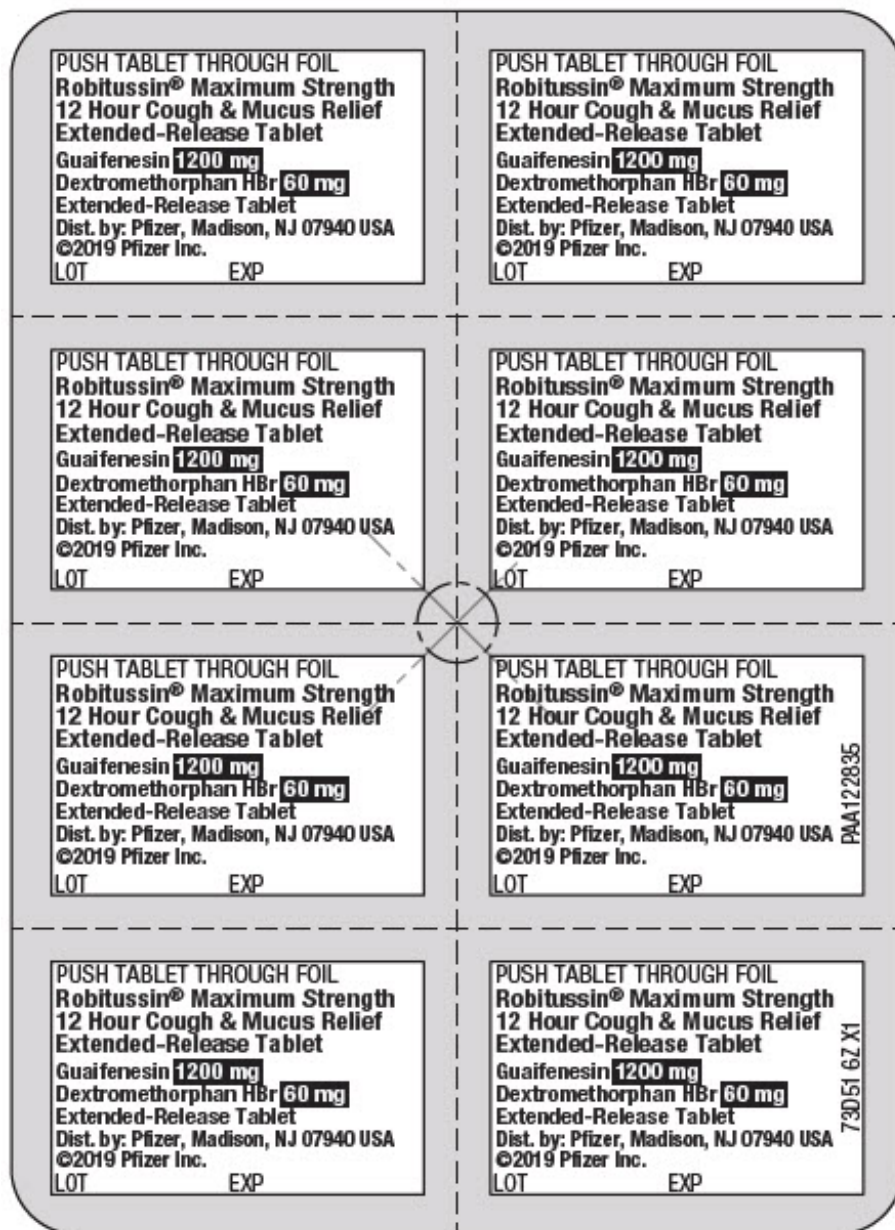 PUSH TABLET THROUGH FOIL
Robitussin® Maximum Strength
12 Hour Cough & Mucus Relief
Extended-Release Tablet
Guaifenesin 1200 mg
Dextromethorphan HBr 60 mg
Extended-Release Tablet
Dist. by: Pfizer, Madison, NJ 07940 USA
©2019 Pfizer Inc.
LOT EXP
PUSH TABLET THROUGH FOIL
Robitussin® Maximum Strength
12 Hour Cough & Mucus Relief
Extended-Release Tablet
Guaifenesin 1200 mg
Dextromethorphan HBr 60 mg
Extended-Release Tablet
Dist. by: Pfizer, Madison, NJ 07940 USA
©2019 Pfizer Inc.
LOT EXP
PUSH TABLET THROUGH FOIL
Robitussin® Maximum Strength
12 Hour Cough & Mucus Relief
Extended-Release Tablet
Guaifenesin 1200 mg
Dextromethorphan HBr 60 mg
Extended-Release Tablet
Dist. by: Pfizer, Madison, NJ 07940 USA
©2019 Pfizer Inc.
LOT EXP
PUSH TABLET THROUGH FOIL
Robitussin® Maximum Strength
12 Hour Cough & Mucus Relief
Extended-Release Tablet
Guaifenesin 1200 mg
Dextromethorphan HBr 60 mg
Extended-Release Tablet
Dist. by: Pfizer, Madison, NJ 07940 USA
©2019 Pfizer Inc.
LOT EXP
PUSH TABLET THROUGH FOIL
Robitussin® Maximum Strength
12 Hour Cough & Mucus Relief
Extended-Release Tablet
Guaifenesin 1200 mg
Dextromethorphan HBr 60 mg
Extended-Release Tablet
Dist. by: Pfizer, Madison, NJ 07940 USA
©2019 Pfizer Inc.
LOT EXP
PUSH TABLET THROUGH FOIL
Robitussin® Maximum Strength
12 Hour Cough & Mucus Relief
Extended-Release Tablet
Guaifenesin 1200 mg
Dextromethorphan HBr 60 mg
Extended-Release Tablet
Dist. by: Pfizer, Madison, NJ 07940 USA
©2019 Pfizer Inc.
LOT EXP
PAA122835
PUSH TABLET THROUGH FOIL
Robitussin® Maximum Strength
12 Hour Cough & Mucus Relief
Extended-Release Tablet
Guaifenesin 1200 mg
Dextromethorphan HBr 60 mg
Extended-Release Tablet
Dist. by: Pfizer, Madison, NJ 07940 USA
©2019 Pfizer Inc.
LOT EXP
PUSH TABLET THROUGH FOIL
Robitussin® Maximum Strength
12 Hour Cough & Mucus Relief
Extended-Release Tablet
Guaifenesin 1200 mg
Dextromethorphan HBr 60 mg
Extended-Release Tablet
Dist. by: Pfizer, Madison, NJ 07940 USA
©2019 Pfizer Inc.
LOT EXP
73D51 6Z X1